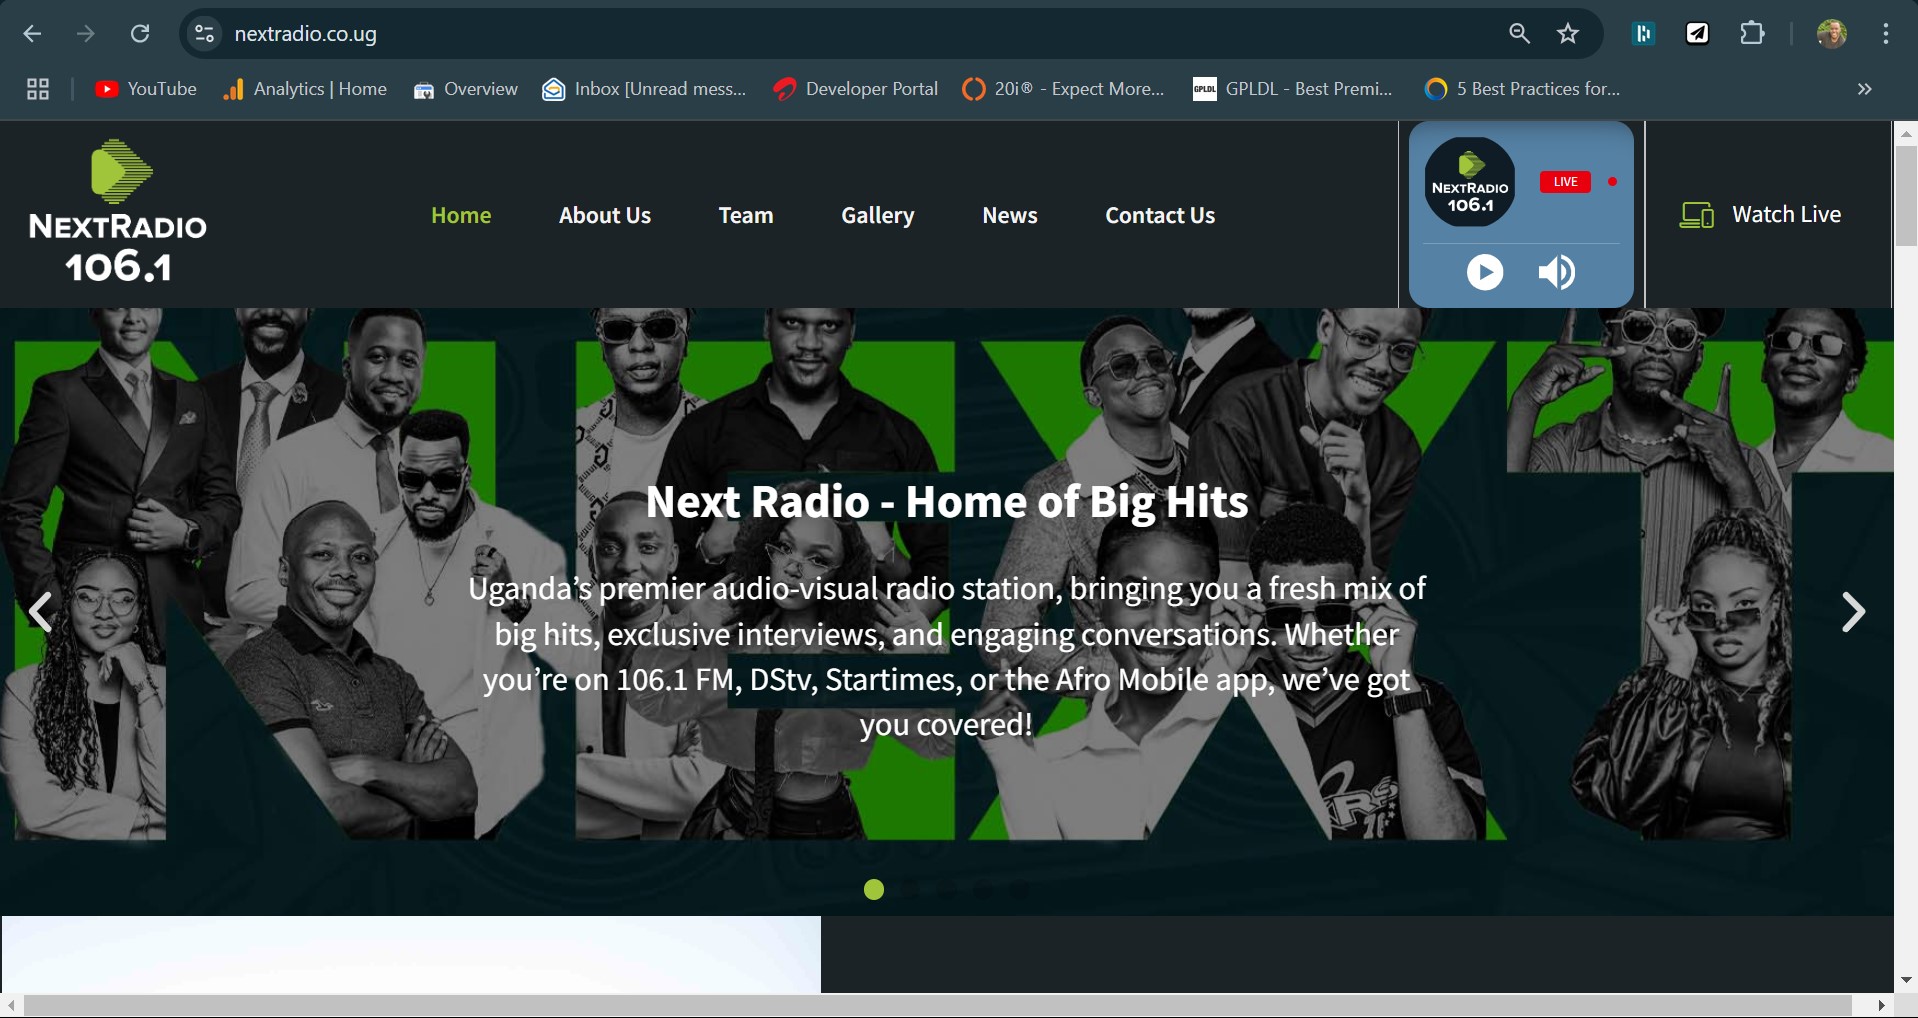 nextradio.co.ug
YouTube
Analytics | Home
Overview
Inbox [Unread mess...
Developer Portal
20i® - Expect More...
GPLDL
GPLDL - Best Premi...
5 Best Practices for...
NEXTRADIO
106.1
Home
About Us
Team
Gallery
News
Contact Us
NEXTRADIO
106.1
LIVE
Watch Live
Next Radio - Home of Big Hits
Uganda’s premier audio-visual radio station, bringing you a fresh mix of
big hits, exclusive interviews, and engaging conversations. Whether
you’re on 106.1 FM, DStv, Startimes, or the Afro Mobile app, we’ve got
you covered!